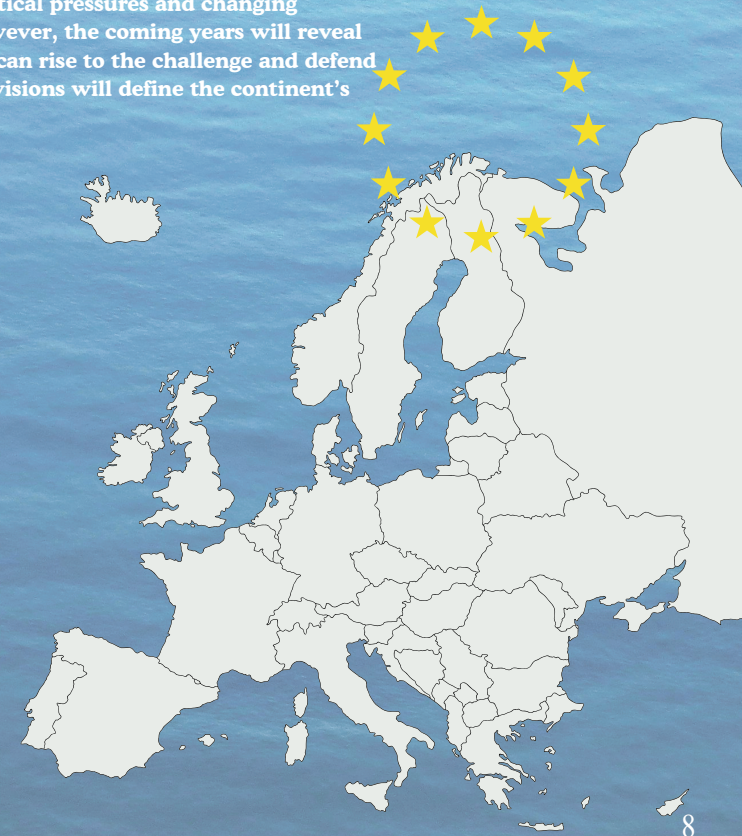 tical pressures and changing
vever, the coming years will reveal
can rise to the challenge and defend
visions will define the continent's
8